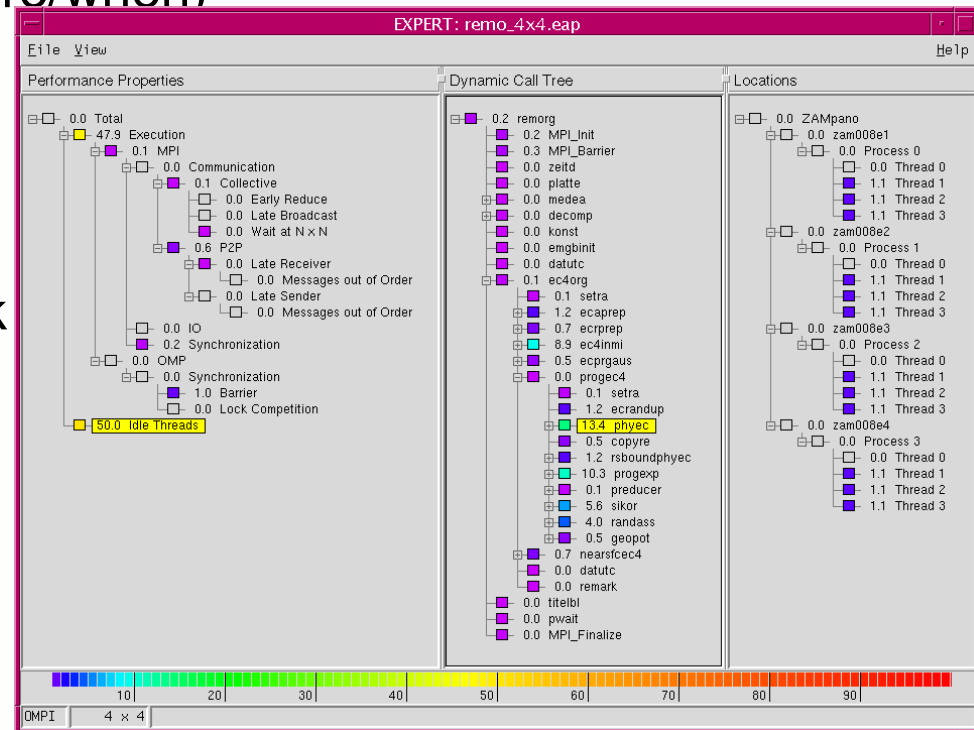 re/when)
EXPERT: remo_4x4.eap
File View Help
Performance Properties
0.0 Total
47.9 Execution
0.1 MPI
0.0 Communication
0.1 Collective
0.0 Early Reduce
0.0 Late Broadcast
0.0 Wait at N x N
0.6 P2P
0.0 Late Receiver
0.0 Messages out of Order
0.0 Late Sender
0.0 Messages out of Order
0.0 IO
0.2 Synchronization
0.0 OMP
0.0 Synchronization
1.0 Barrier
0.0 Lock Competition
50.0 Idle Threads
k
Dynamic Call Tree
0.2 remorg
0.2 MPI_Init
0.3 MPI_Barrier
0.0 zeitd
0.0 platte
0.0 medea
0.0 decomp
0.0 konst
0.0 emgbinit
0.0 datutc
0.1 ec4org
0.1 setra
1.2 ecaprep
0.7 ecrprep
8.9 ec4inmi
0.5 ecprgaus
0.0 progec4
0.1 setra
1.2 ecrandup
13.4 phyec
0.5 copyre
1.2 rsboundphyec
10.3 progexp
0.1 preducer
5.6 sikor
4.0 randass
0.5 geopot
0.7 nearsfcec4
0.0 datutc
0.0 remark
0.0 titelbl
0.0 pwait
0.0 MPI_Finalize
Locations
0.0 ZAMpano
0.0 zam008e1
0.0 Process 0
0.0 Thread 0
1.1 Thread 1
1.1 Thread 2
1.1 Thread 3
0.0 zam008e2
0.0 Process 1
0.0 Thread 0
1.1 Thread 1
1.1 Thread 2
1.1 Thread 3
0.0 zam008e3
0.0 Process 2
0.0 Thread 0
1.1 Thread 1
1.1 Thread 2
1.1 Thread 3
0.0 zam008e4
0.0 Process 3
0.0 Thread 0
1.1 Thread 1
1.1 Thread 2
1.1 Thread 3
10 20 30 40 50 60 70 80 90
OMPI 4 x 4